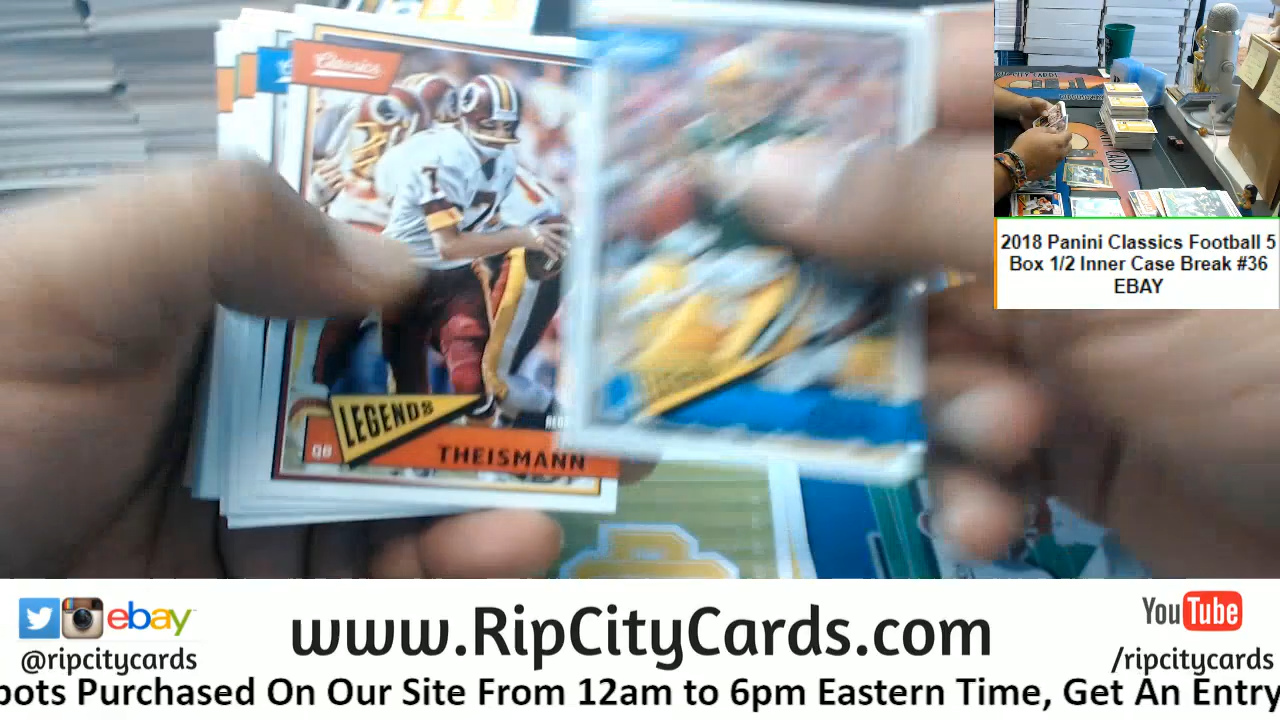 Classics
7
7
LEGENDS
QB
THEISMANN
2018 Panini Classics Football 5
Box 1/2 Inner Case Break #36
EBAY
ebay
@ripcitycards
www.RipCityCards.com
YouTube
/ripcitycards
pots Purchased On Our Site From 12am to 6pm Eastern Time, Get An Entry